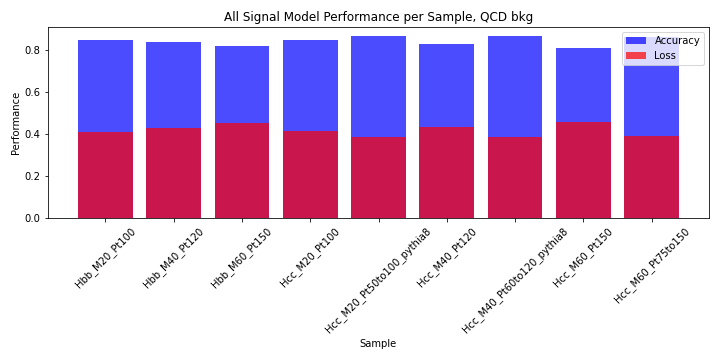 All Signal Model Performance per Sample, QCD bkg
Accuracy
Loss
Performance
0.8
0.6
0.4
0.2
0.0
Hbb_M20_Pt100
Hbb_M40_Pt120
Hbb_M60_Pt150
Hcc_M20_Pt100
Hcc_M20_Pt50to100_pythia8
Hcc_M40_Pt120
Hcc_M40_Pt60to120_pythia8
Hcc_M60_Pt150
Hcc_M60_Pt75to150
Sample